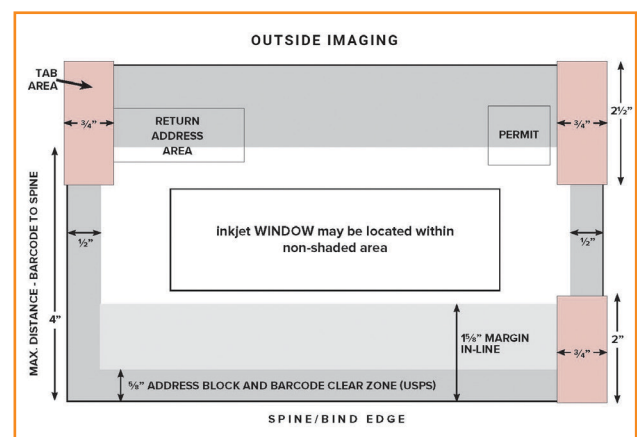 OUTSIDE IMAGING
TAB
AREA
¾”
RETURN
ADDRESS
AREA
PERMIT
¾”
2½”
inkjet WINDOW may be located within
non-shaded area
½”
½”
MAX. DISTANCE - BARCODE TO SPINE
4”
1⅝” MARGIN
IN-LINE
2”
¾”
⅝” ADDRESS BLOCK AND BARCODE CLEAR ZONE (USPS)
SPINE/BIND EDGE